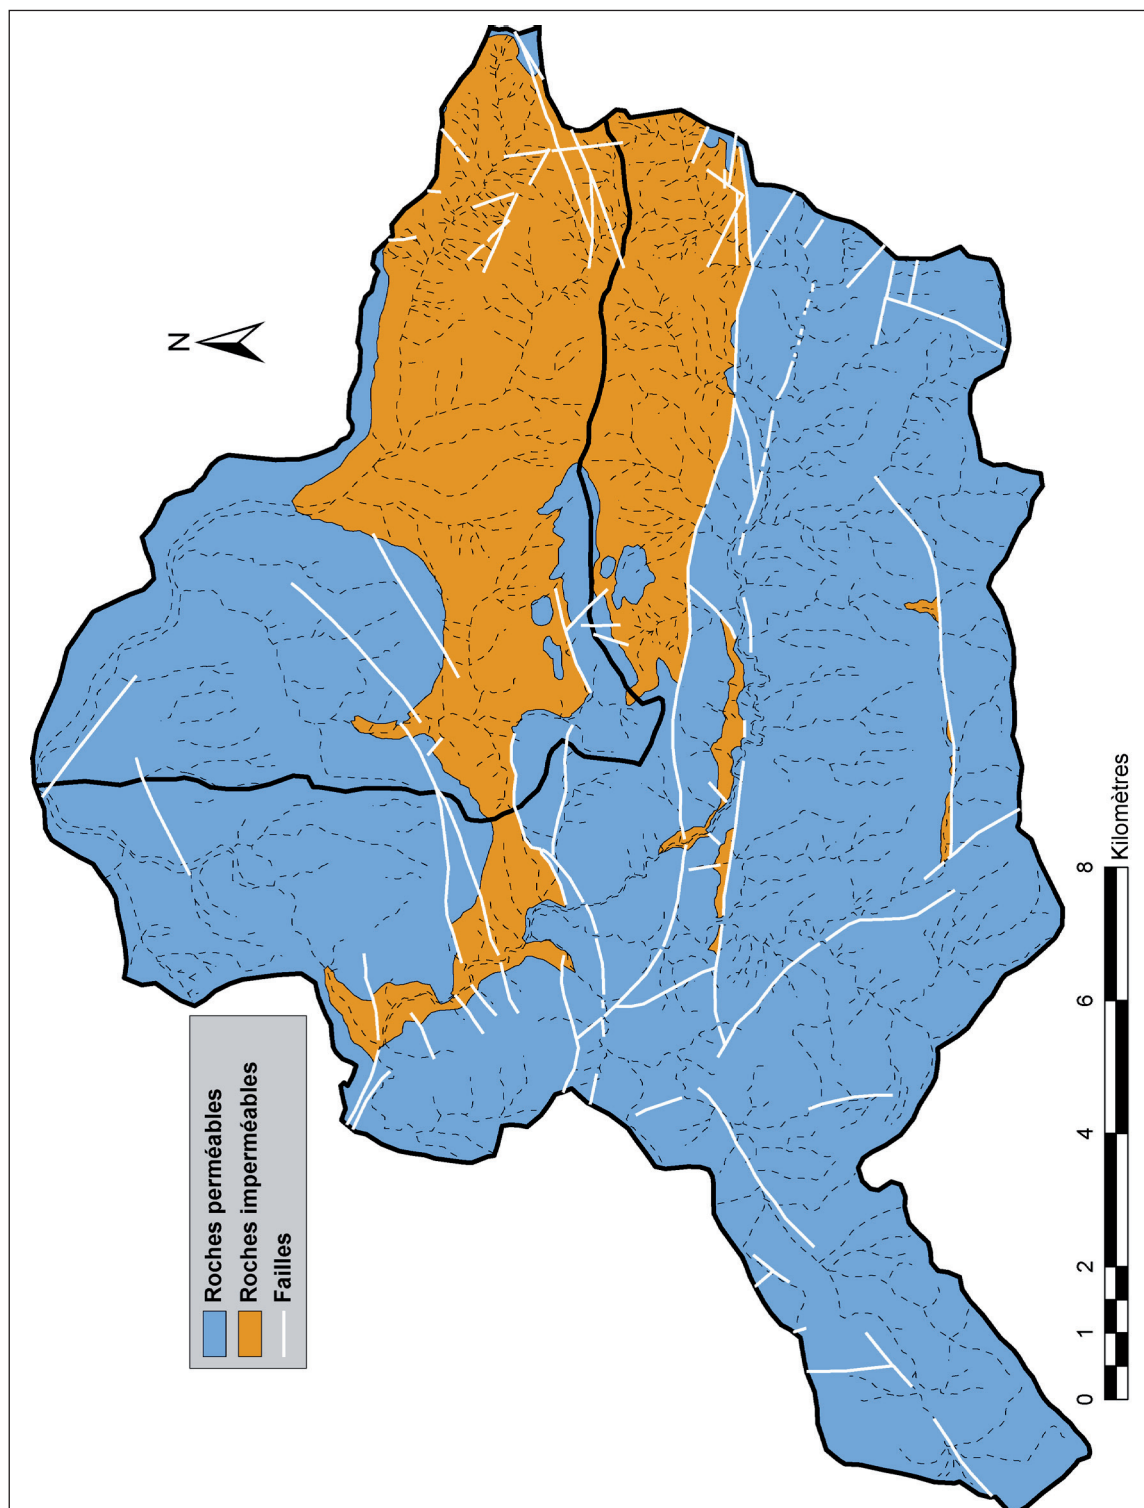 N
Roches perméables
Roches imperméables
Failles
0 1 2 4 6 8
Kilomètres